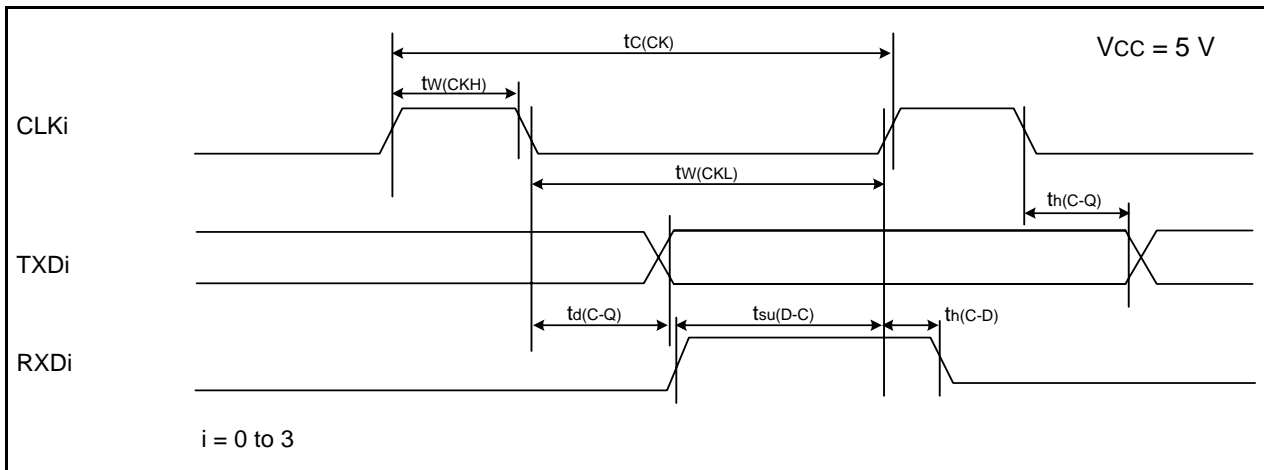 tC(CK)
VCC = 5 V
tW(CKH)
CLKi
tW(CKL)
th(C-Q)
TXDi
td(C-Q)
tsu(D-C)
th(C-D)
RXDi
i = 0 to 3